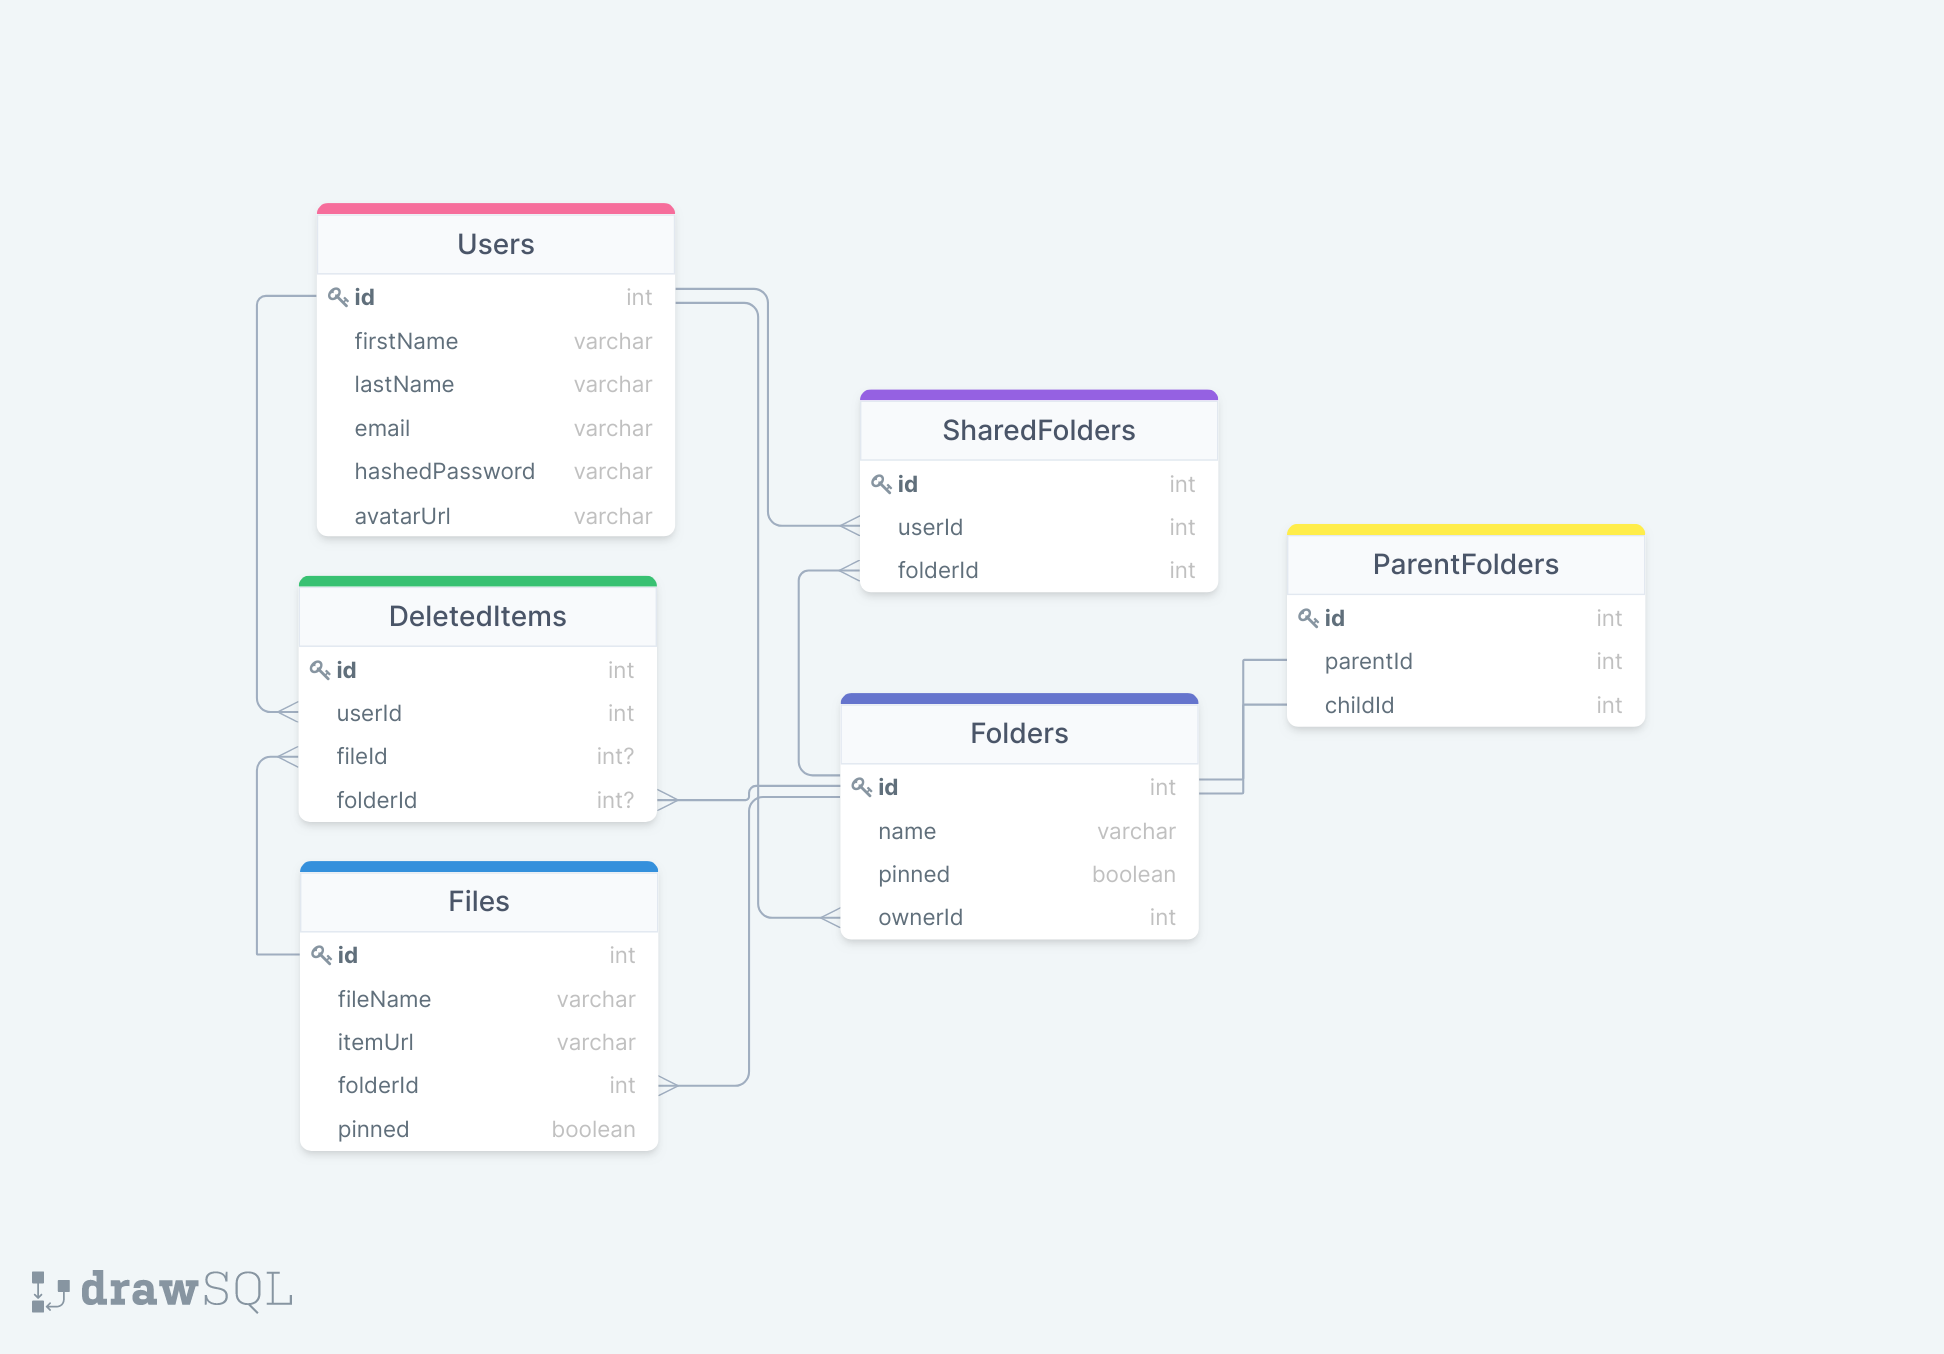 Users
id int
firstName varchar
lastName varchar
email varchar
hashedPassword varchar
avatarUrl varchar
DeletedItems
id int
userId int
fileId int?
folderId int?
Files
id int
fileName varchar
itemUrl varchar
folderId int
pinned boolean
SharedFolders
id int
userId int
folderId int
Folders
id int
name varchar
pinned boolean
ownerId int
ParentFolders
id int
parentId int
childId int
drawSQL